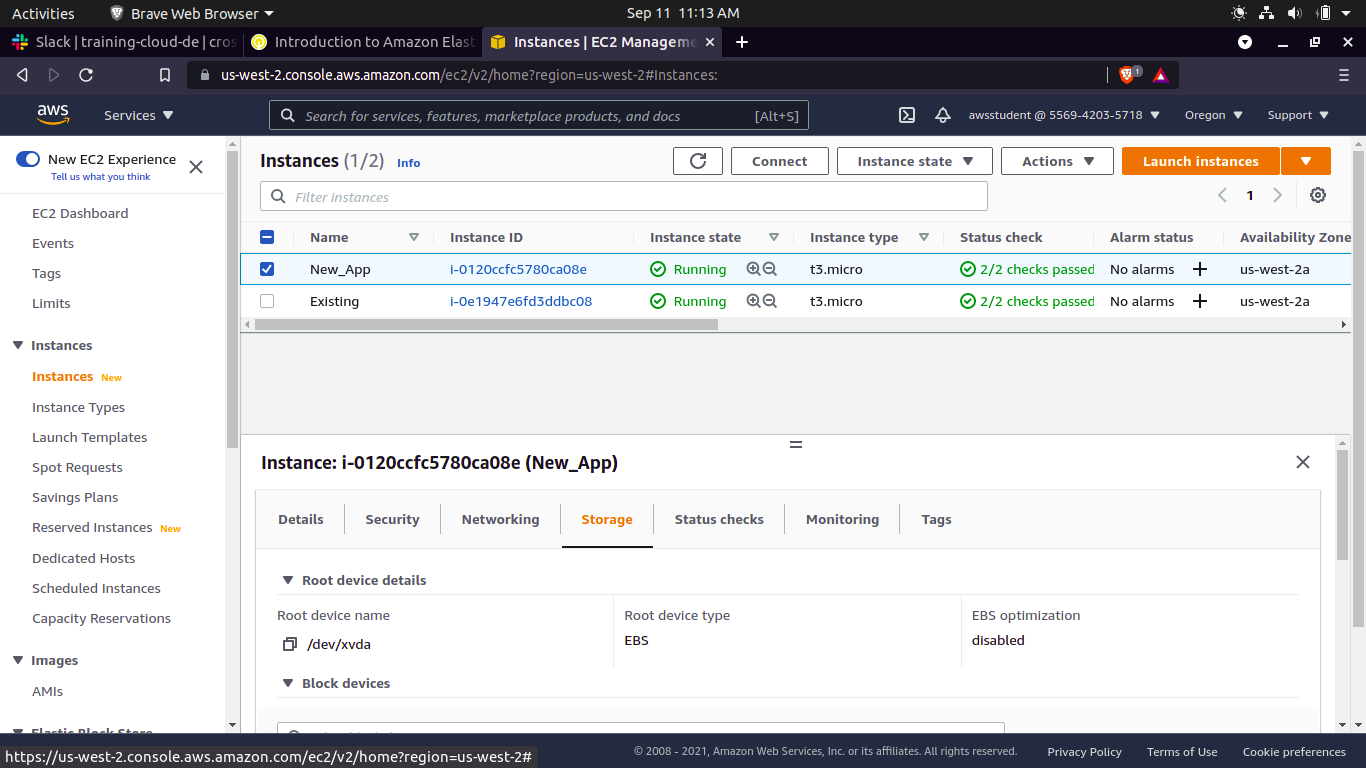 Activities
Brave Web Browser
Sep 11 11:13 AM
Slack | training-cloud-de | cros
Introduction to Amazon Elast
Instances | EC2 Manageme
us-west-2.console.aws.amazon.com/ec2/v2/home?region=us-west-2#Instances:
1
aws
Services
Search for services, features, marketplace products, and docs
[Alt+S]
awsstudent @ 5569-4203-5718
Oregon
Support
New EC2 Experience
Tell us what you think
EC2 Dashboard
Events
Tags
Limits
Instances
Instances New
Instance Types
Launch Templates
Spot Requests
Savings Plans
Reserved Instances New
Dedicated Hosts
Scheduled Instances
Capacity Reservations
Images
AMIs
Elastic Block Store
Instances (1/2) Info
Connect
Instance state
Actions
Launch instances
Filter instances
1
Name Instance ID Instance state Instance type Status check Alarm status Availability Zone
New_App i-0120ccfc5780ca08e Running t3.micro 2/2 checks passed No alarms + us-west-2a
Existing i-0e1947e6fd3ddbc08 Running t3.micro 2/2 checks passed No alarms + us-west-2a
Instance: i-0120ccfc5780ca08e (New_App)
Details Security Networking Storage Status checks Monitoring Tags
Root device details
Root device name Root device type EBS optimization
/dev/xvda EBS disabled
Block devices
https://us-west-2.console.aws.amazon.com/ec2/v2/home?region=us-west-2#
© 2008 - 2021, Amazon Web Services, Inc. or its affiliates. All rights reserved.
Privacy Policy Terms of Use Cookie preferences